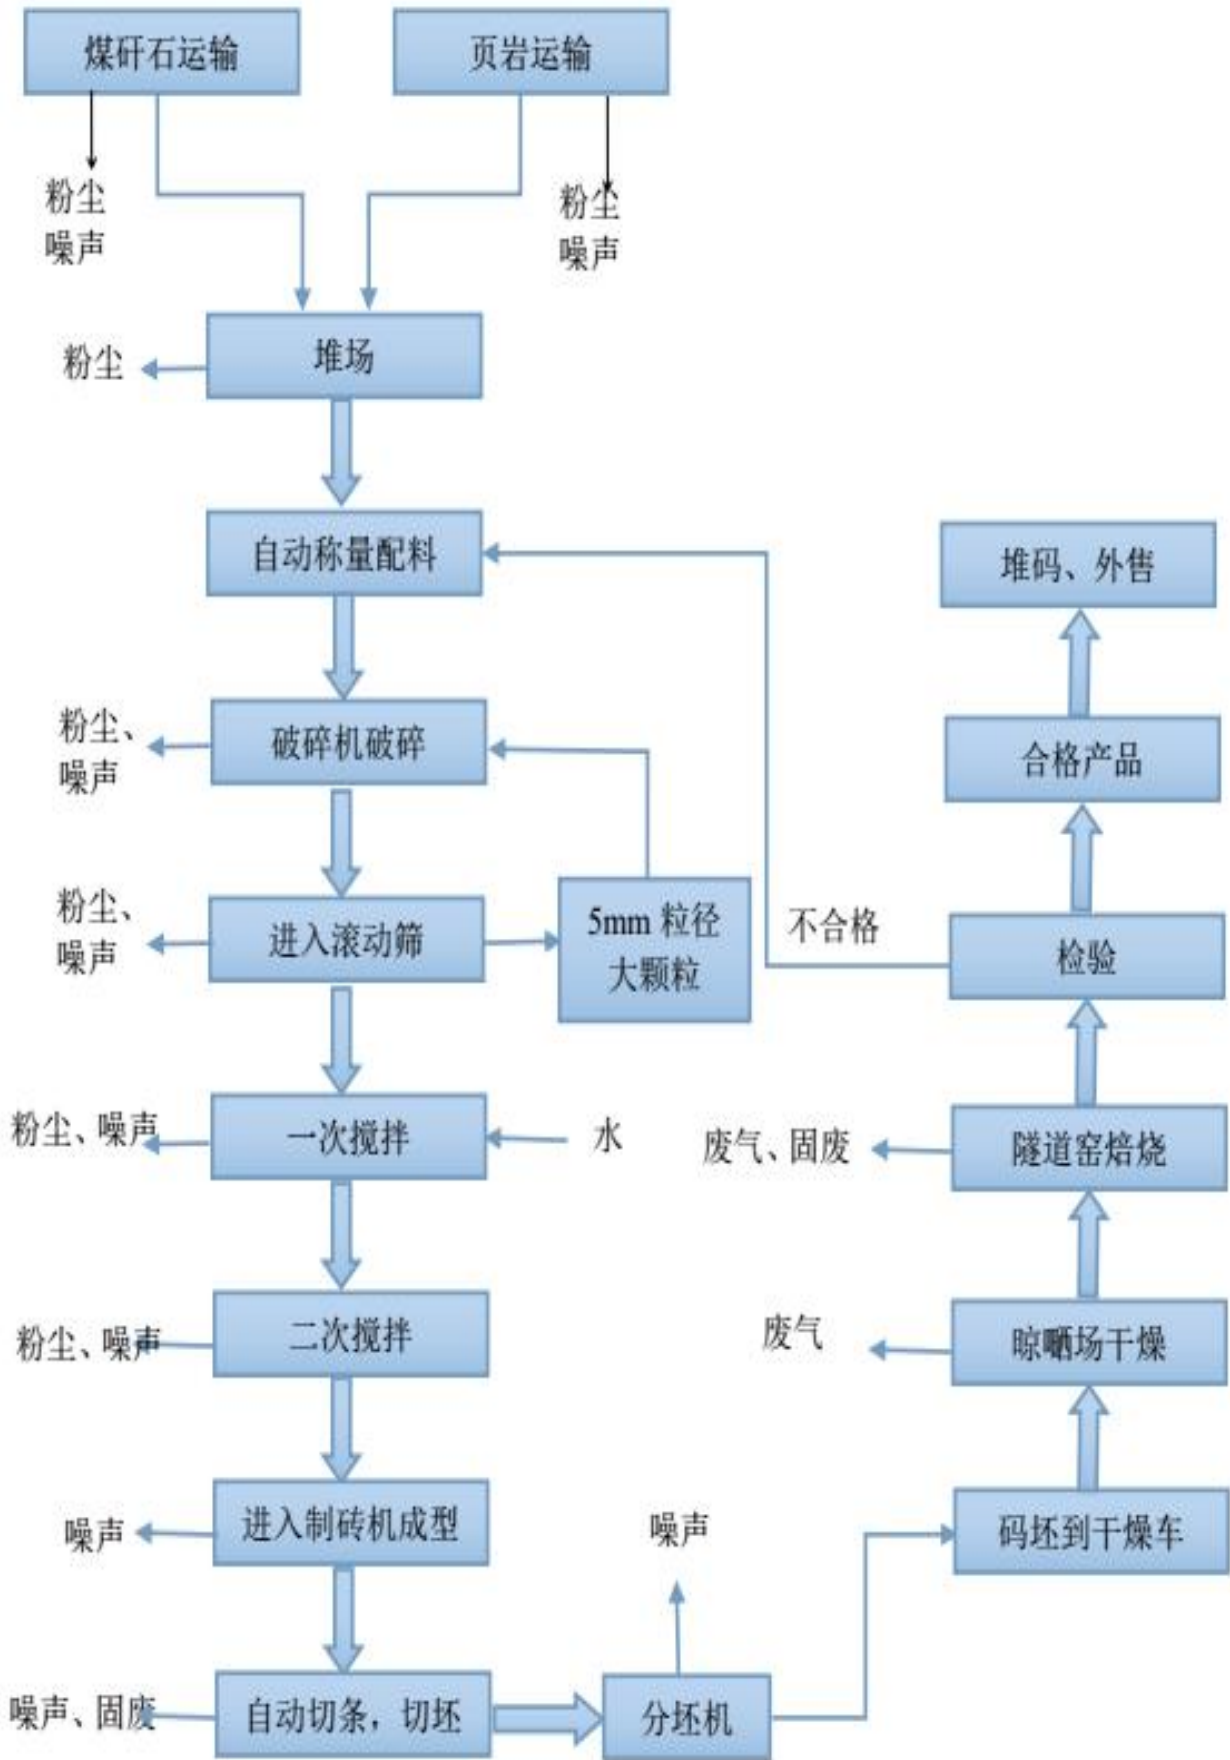 煤矸石运输
页岩运输
粉尘
噪声
粉尘
噪声
粉尘
堆场
自动称量配料
堆码、外售
粉尘、
噪声
破碎机破碎
合格产品
粉尘、
噪声
进入滚动筛
5mm 粒径
大颗粒
不合格
检验
粉尘、噪声
一次搅拌
水
废气、固废
隧道窑焙烧
粉尘、噪声
二次搅拌
废气
晾嗮场干燥
噪声
进入制砖机成型
噪声
码坯到干燥车
噪声、固废
自动切条，切坯
分坯机